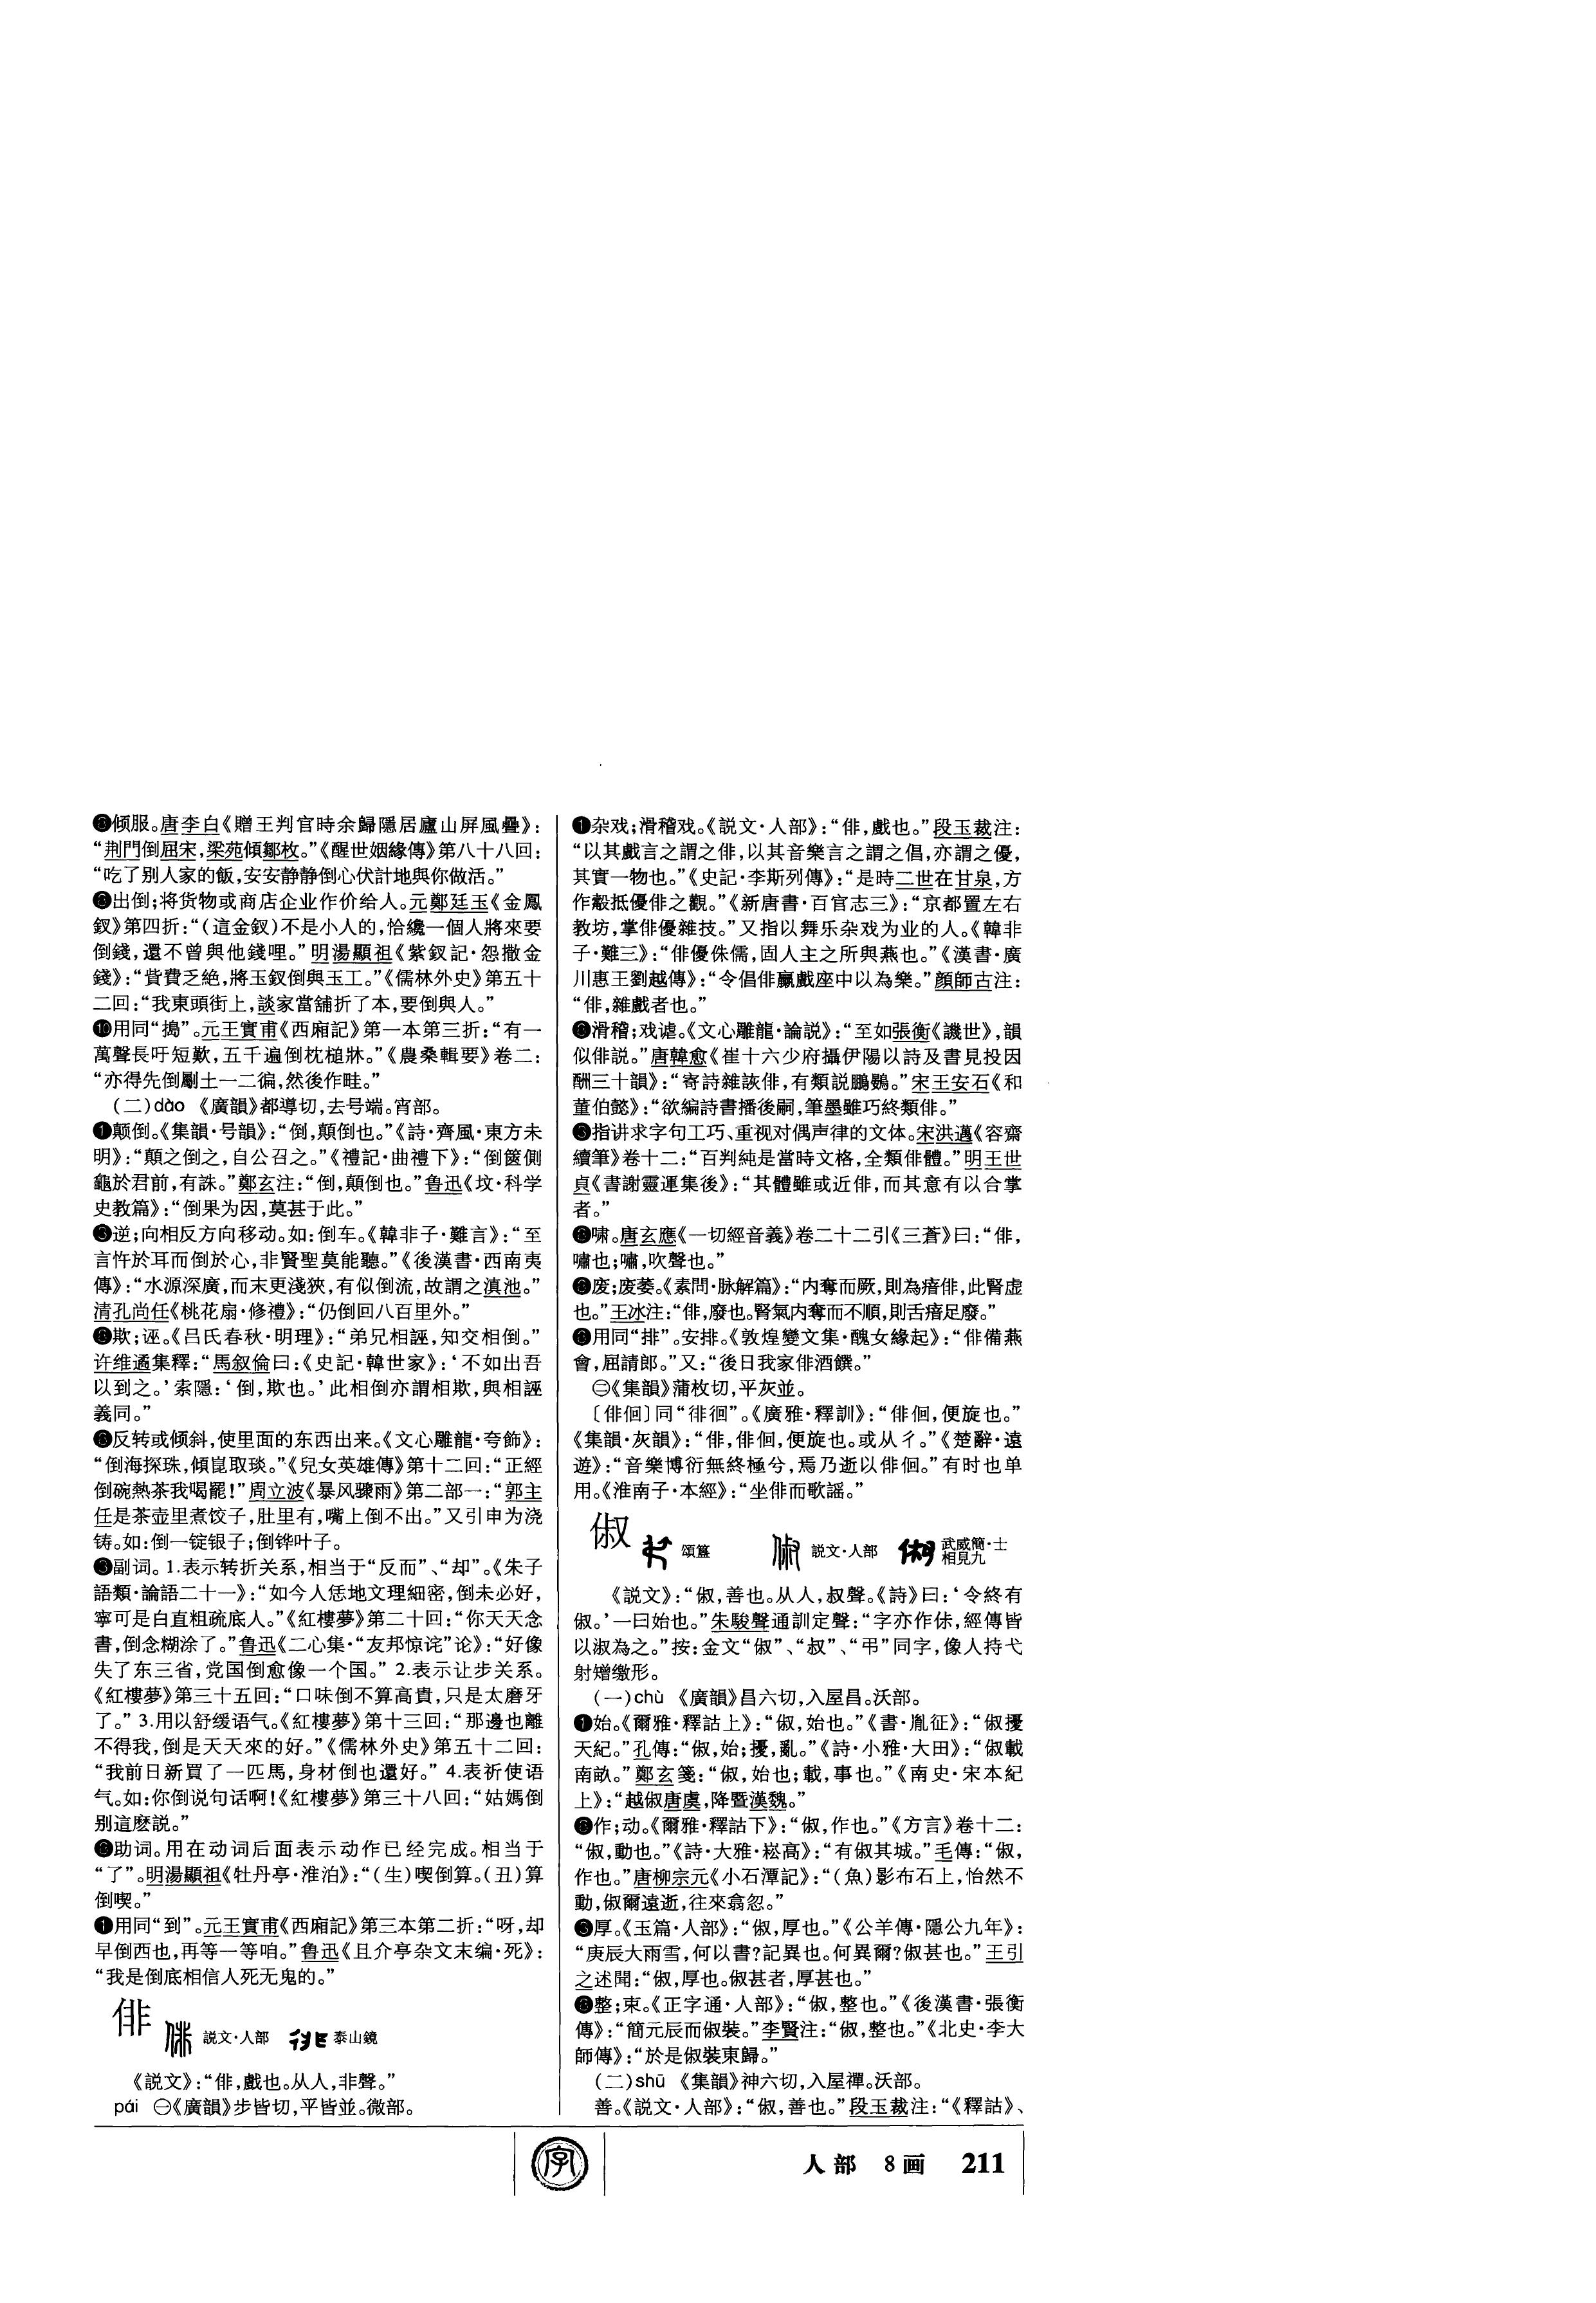 倾服。唐李白《贈王判官時余歸隱居廬山屏風疊》：
“荆門倒屈宋，梁苑傾鄒枚。”《醒世姻緣傳》第八十八回：
“吃了别人家的飯，安安静静倒心伏計地與你做活。”
出倒；将货物或商店企业作价给人。元鄭廷玉《金鳳
釵》第四折：“（這金釵）不是小人的，恰纔一個人將來要
倒錢，還不曾與他錢哩。”明湯顯祖《紫釵記·怨撒金
錢》：“貲費乏絶，將玉釵倒與玉工。”《儒林外史》第五十
二回：“我東頭街上，談家當舖折了本，要倒與人。”
❿用同“搗”。元王實甫《西廂記》第一本第三折：“有一
萬聲長吁短歎，五千遍倒枕槌牀。”《農桑輯要》卷二：
“亦得先倒劚土一二徧，然後作畦。”
（二）dào 《廣韻》都導切，去号端。宵部。
❶颠倒。《集韻·号韻》：“倒，顛倒也。”《詩·齊風·東方未
明》：“顛之倒之，自公召之。”《禮記·曲禮下》：“倒筴側
龜於君前，有誅。”鄭玄注：“倒，顛倒也。”鲁迅《坟·科学
史教篇》：“倒果为因，莫甚于此。”
逆；向相反方向移动。如：倒车。《韓非子·難言》：“至
言忤於耳而倒於心，非賢聖莫能聽。”《後漢書·西南夷
傳》：“水源深廣，而末更淺狹，有似倒流，故謂之滇池。”
清孔尚任《桃花扇·修禮》：“仍倒回八百里外。”
欺；诬。《吕氏春秋·明理》：“弟兄相誣，知交相倒。”
许维遹集釋：“馬叙倫曰：《史記·韓世家》：‘不如出吾
以到之。’索隱：‘倒，欺也。’此相倒亦謂相欺，與相誣
義同。”
反转或倾斜，使里面的东西出来。《文心雕龍·夸飾》：
“倒海探珠，傾崑取琰。”《兒女英雄傳》第十二回：“正經
倒碗熱茶我喝罷！”周立波《暴风骤雨》第二部一：“郭主
任是茶壶里煮饺子，肚里有，嘴上倒不出。”又引申为浇
铸。如：倒一锭银子；倒铧叶子。
副词。1.表示转折关系，相当于“反而”、“却”。《朱子
語類·論語二十一》：“如今人恁地文理細密，倒未必好，
寧可是白直粗疏底人。”《紅樓夢》第二十回：“你天天念
書，倒念糊涂了。”鲁迅《二心集·“友邦惊诧”论》：“好像
失了东三省，党国倒愈像一个国。” 2.表示让步关系。
《紅樓夢》第三十五回：“口味倒不算高貴，只是太磨牙
了。” 3.用以舒缓语气。《紅樓夢》第十三回：“那邊也離
不得我，倒是天天來的好。”《儒林外史》第五十二回：
“我前日新買了一匹馬，身材倒也還好。” 4.表祈使语
气。如：你倒说句话啊！《紅樓夢》第三十八回：“姑媽倒
别這麽説。”
助词。用在动词后面表示动作已经完成。相当于
“了”。明湯顯祖《牡丹亭·淮泊》：“（生）喫倒算。（丑）算
倒喫。”
用同“到”。元王實甫《西廂記》第三本第二折：“呀，却
早倒西也，再等一等咱。”鲁迅《且介亭杂文末编·死》：
“我是倒底相信人死无鬼的。”
俳 説文·人部 泰山鏡
《説文》：“俳，戲也。从人，非聲。”
pái ㊀《廣韻》步皆切，平皆並。微部。
❶杂戏；滑稽戏。《説文·人部》：“俳，戲也。”段玉裁注：
“以其戲言之謂之俳，以其音樂言之謂之倡，亦謂之優，
其實一物也。”《史記·李斯列傳》：“是時二世在甘泉，方
作觳抵優俳之觀。”《新唐書·百官志三》：“京都置左右
教坊，掌俳優雜技。”又指以舞乐杂戏为业的人。《韓非
子·難三》：“俳優侏儒，固人主之所與燕也。”《漢書·廣
川惠王劉越傳》：“令倡俳臝戲座中以為樂。”顔師古注：
“俳，雜戲者也。”
滑稽；戏谑。《文心雕龍·論説》：“至如張衡《譏世》，韻
似俳説。”唐韓愈《崔十六少府攝伊陽以詩及書見投因
酬三十韻》：“寄詩雜詼俳，有類説鵬鷃。”宋王安石《和
董伯懿》：“欲编詩書播後嗣，筆墨雖巧終類俳。”
❸指讲求字句工巧、重视对偶声律的文体。宋洪邁《容齋
續筆》卷十二：“百判純是當時文格，全類俳體。”明王世
貞《書謝靈運集後》：“其體雖或近俳，而其意有以合掌
者。”
啸。唐玄應《一切經音義》卷二十二引《三蒼》曰：“俳，
嘯也；嘯，吹聲也。”
废；废萎。《素問·脉解篇》：“内奪而厥，則為瘖俳，此腎虚
也。”王冰注：“俳，廢也。腎氣内奪而不順，則舌瘖足廢。”
用同“排”。安排。《敦煌變文集·醜女緣起》：“俳備燕
會，屈請郎。”又：“後日我家俳酒饌。”
㊁《集韻》蒲枚切，平灰並。
〔俳佪〕同“徘徊”。《廣雅·釋訓》：“俳佪，便旋也。”
《集韻·灰韻》：“俳，俳佪，便旋也。或从彳。”《楚辭·遠
遊》：“音樂博衍無終極兮，焉乃逝以俳佪。”有时也单
用。《淮南子·本經》：“坐俳而歌謡。”
俶 頌簋 説文·人部 武威簡·士相見九
《説文》：“俶，善也。从人，叔聲。《詩》曰：‘令終有
俶。’一曰始也。”朱駿聲通訓定聲：“字亦作㑐，經傳皆
以淑為之。”按：金文“俶”、“叔”、“弔”同字，像人持弋
射矰缴形。
（一）chù 《廣韻》昌六切，入屋昌。沃部。
❶始。《爾雅·釋詁上》：“俶，始也。”《書·胤征》：“俶擾
天紀。”孔傳：“俶，始；擾，亂。”《詩·小雅·大田》：“俶載
南畝。”鄭玄箋：“俶，始也；載，事也。”《南史·宋本紀
上》：“越俶唐虞，降暨漢魏。”
作；动。《爾雅·釋詁下》：“俶，作也。”《方言》卷十二：
“俶，動也。”《詩·大雅·崧高》：“有俶其城。”毛傳：“俶，
作也。”唐柳宗元《小石潭記》：“（魚）影布石上，怡然不
動，俶爾遠逝，往來翕忽。”
❸厚。《玉篇·人部》：“俶，厚也。”《公羊傳·隱公九年》：
“庚辰大雨雪，何以書？記異也。何異爾？俶甚也。”王引
之述聞：“俶，厚也。俶甚者，厚甚也。”
整；束。《正字通·人部》：“俶，整也。”《後漢書·張衡
傳》：“簡元辰而俶裝。”李賢注：“俶，整也。”《北史·李大
師傳》：“於是俶裝東歸。”
（二）shū 《集韻》神六切，入屋禪。沃部。
善。《説文·人部》：“俶，善也。”段玉裁注：“《釋詁》、
字
人部 8画 211